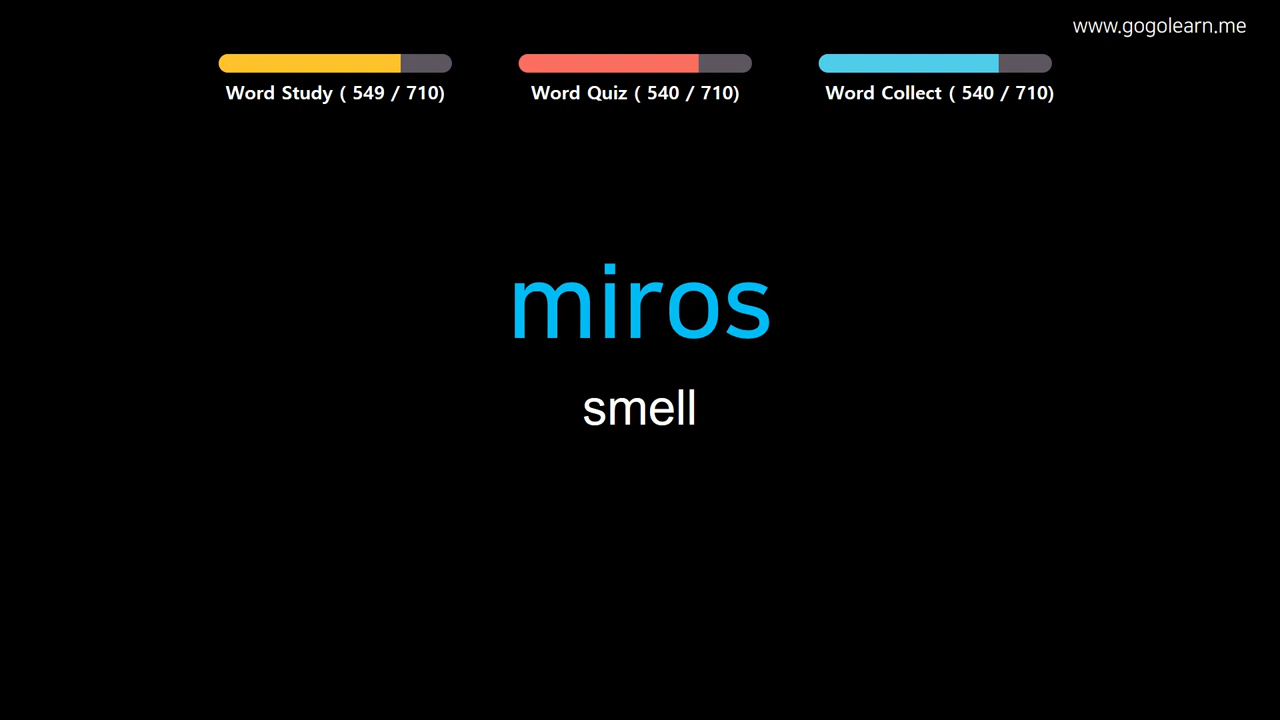 www.gogolearn.me
Word Study ( 549 / 710)
Word Quiz ( 540 / 710)
Word Collect ( 540 / 710)
miros
smell